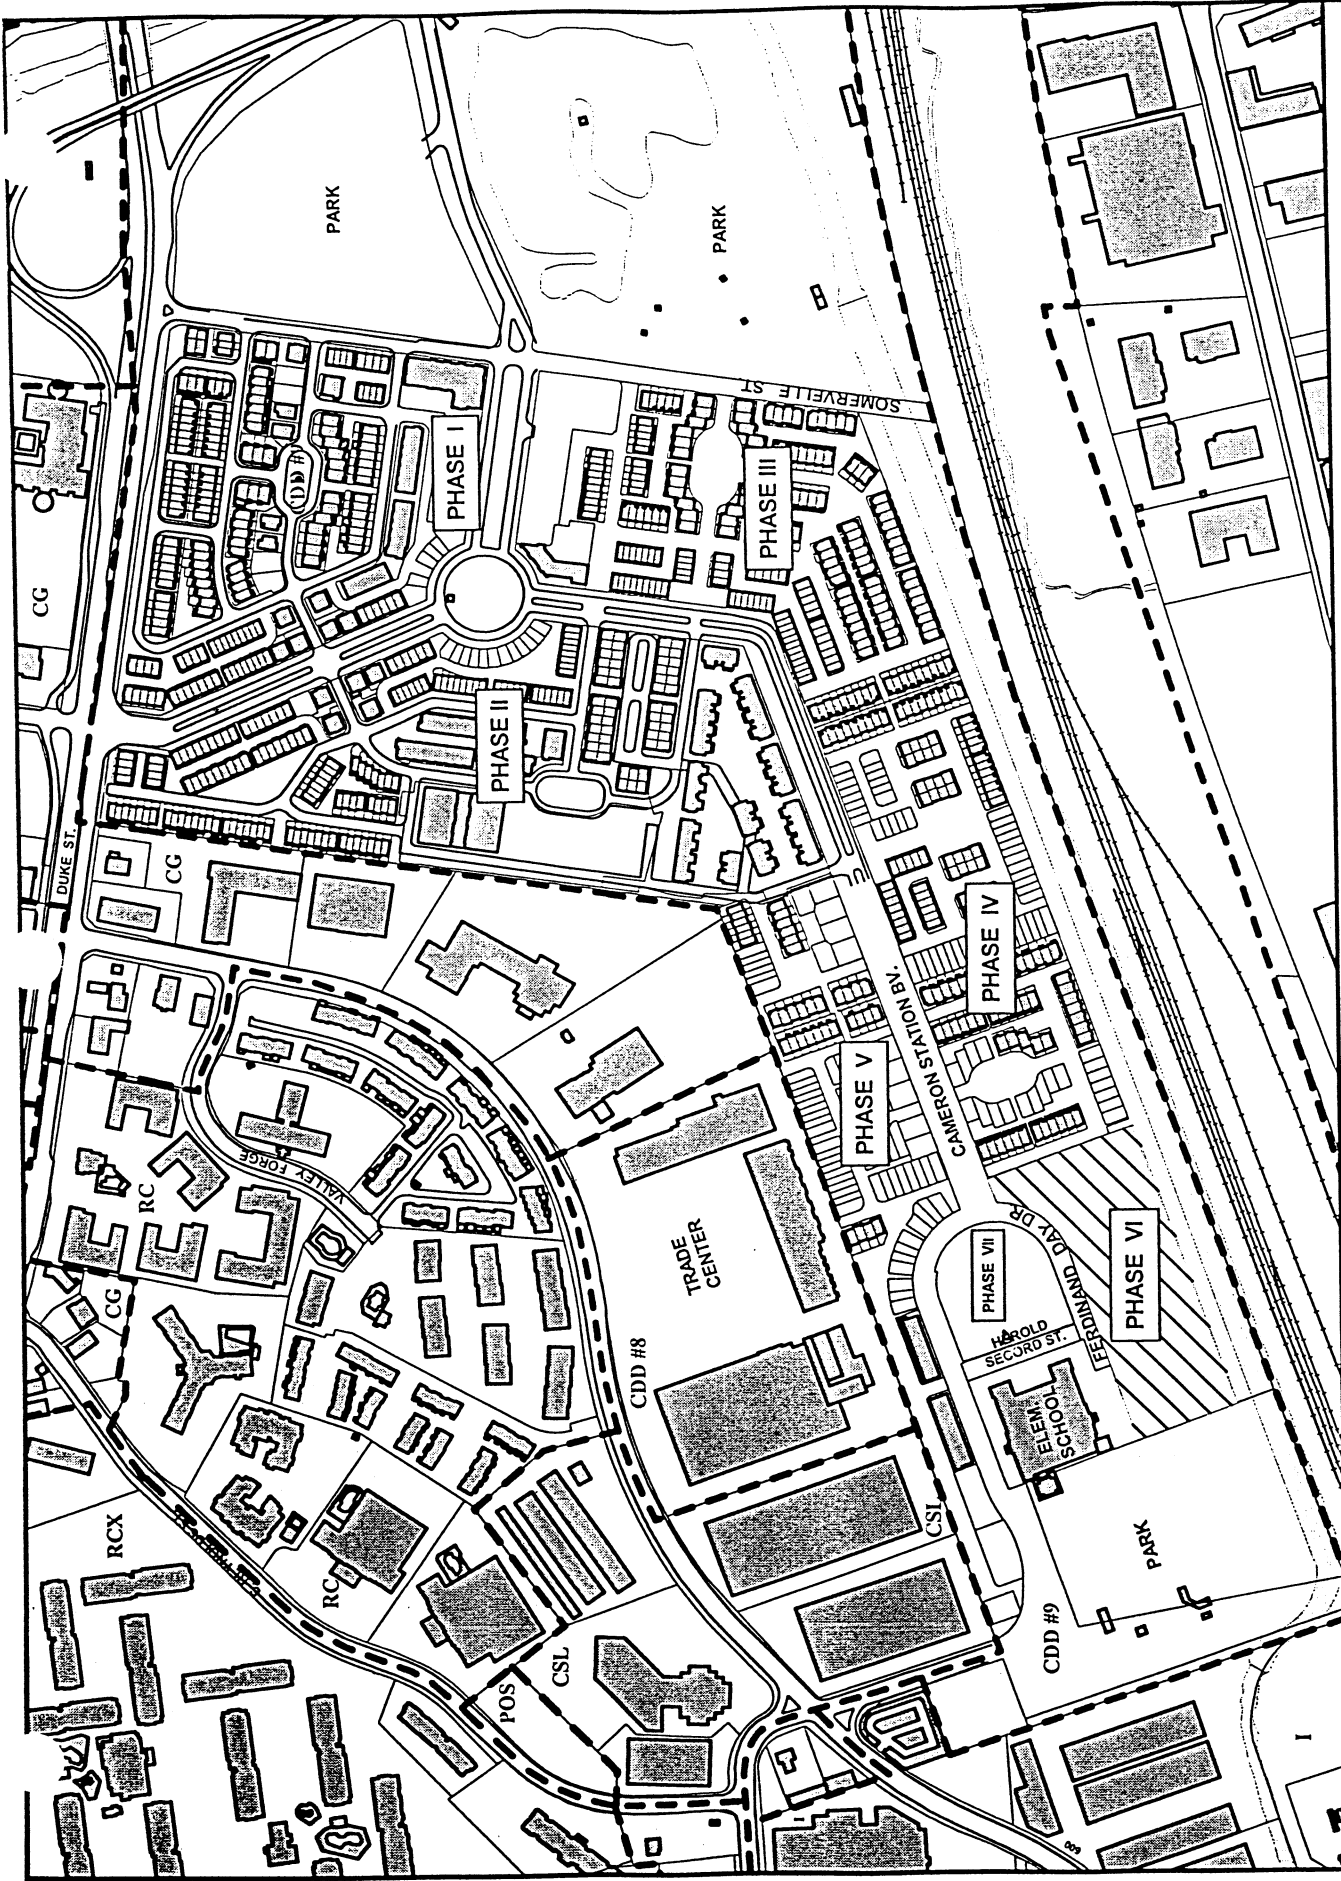 PARK
PARK
SOMERVELLE ST.
CDD #
PHASE I
PHASE III
CG
PHASE II
DUKE ST.
CG
PHASE IV
CAMERON STATION BV.
PHASE V
VALLEY FORGE
RC
CG
TRADE
CENTER
PHASE VII
FERDINAND DAY DR
PHASE VI
HAROLD
SECORD ST.
CDD #8
ELEM.
SCHOOL
RCX
RC
CSL
PARK
CDD #9
CSL
POS
I
600